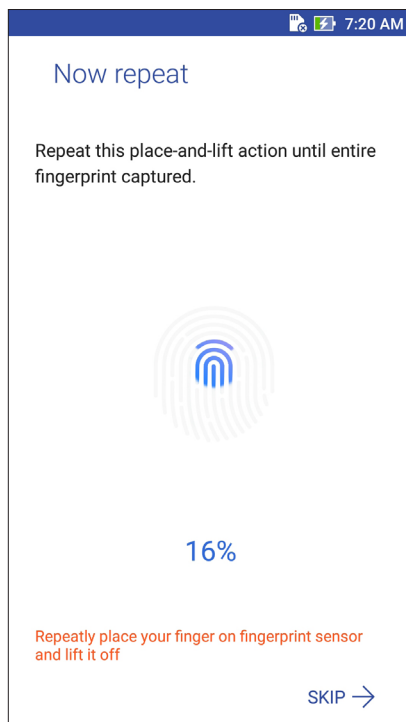 7:20 AM
Now repeat
Repeat this place-and-lift action until entire
fingerprint captured.
16%
Repeatly place your finger on fingerprint sensor
and lift it off
SKIP